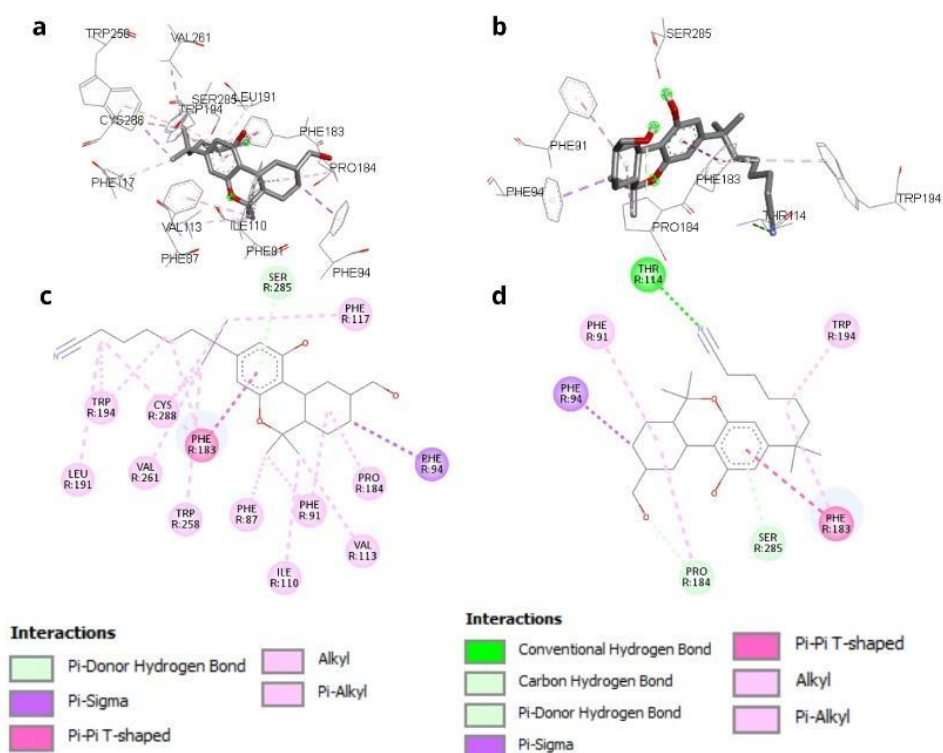 a
TRP258
VAL261
SER285
LEU191
TRP194
CYS288
PHE183
PHE117
PRO184
VAL113
ILE110
PHE87
PHE91
PHE94
b
SER285
PHE91
PHE94
PHE183
PRO184
THR114
TRP194
c
SER
R:285
PHE
R:117
N
O
O
O
TRP
R:194
CYS
R:288
PHE
R:183
PHE
R:94
LEU
R:191
VAL
R:261
PRO
R:184
TRP
R:258
PHE
R:87
PHE
R:91
VAL
R:113
ILE
R:110
d
THR
R:114
PHE
R:91
TRP
R:194
N
PHE
R:94
O
O
O
PHE
R:183
SER
R:285
PRO
R:184
Interactions
Pi-Donor Hydrogen Bond
Pi-Sigma
Pi-Pi T-shaped
Alkyl
Pi-Alkyl
Interactions
Conventional Hydrogen Bond
Carbon Hydrogen Bond
Pi-Donor Hydrogen Bond
Pi-Sigma
Pi-Pi T-shaped
Alkyl
Pi-Alkyl